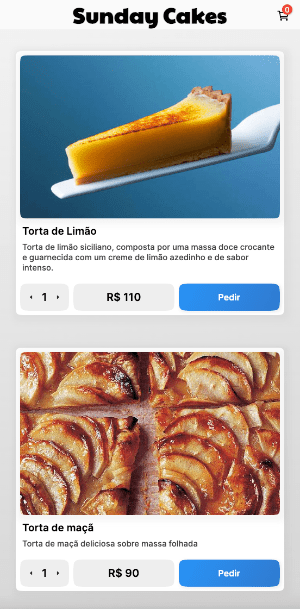 Sunday Cakes
0
Torta de Limão
Torta de limão siciliano, composta por uma massa doce crocante
e guarnecida com um creme de limão azedinho e de sabor
intenso.
1
R$ 110
Pedir
Torta de maçã
Torta de maçã deliciosa sobre massa folhada
1
R$ 90
Pedir